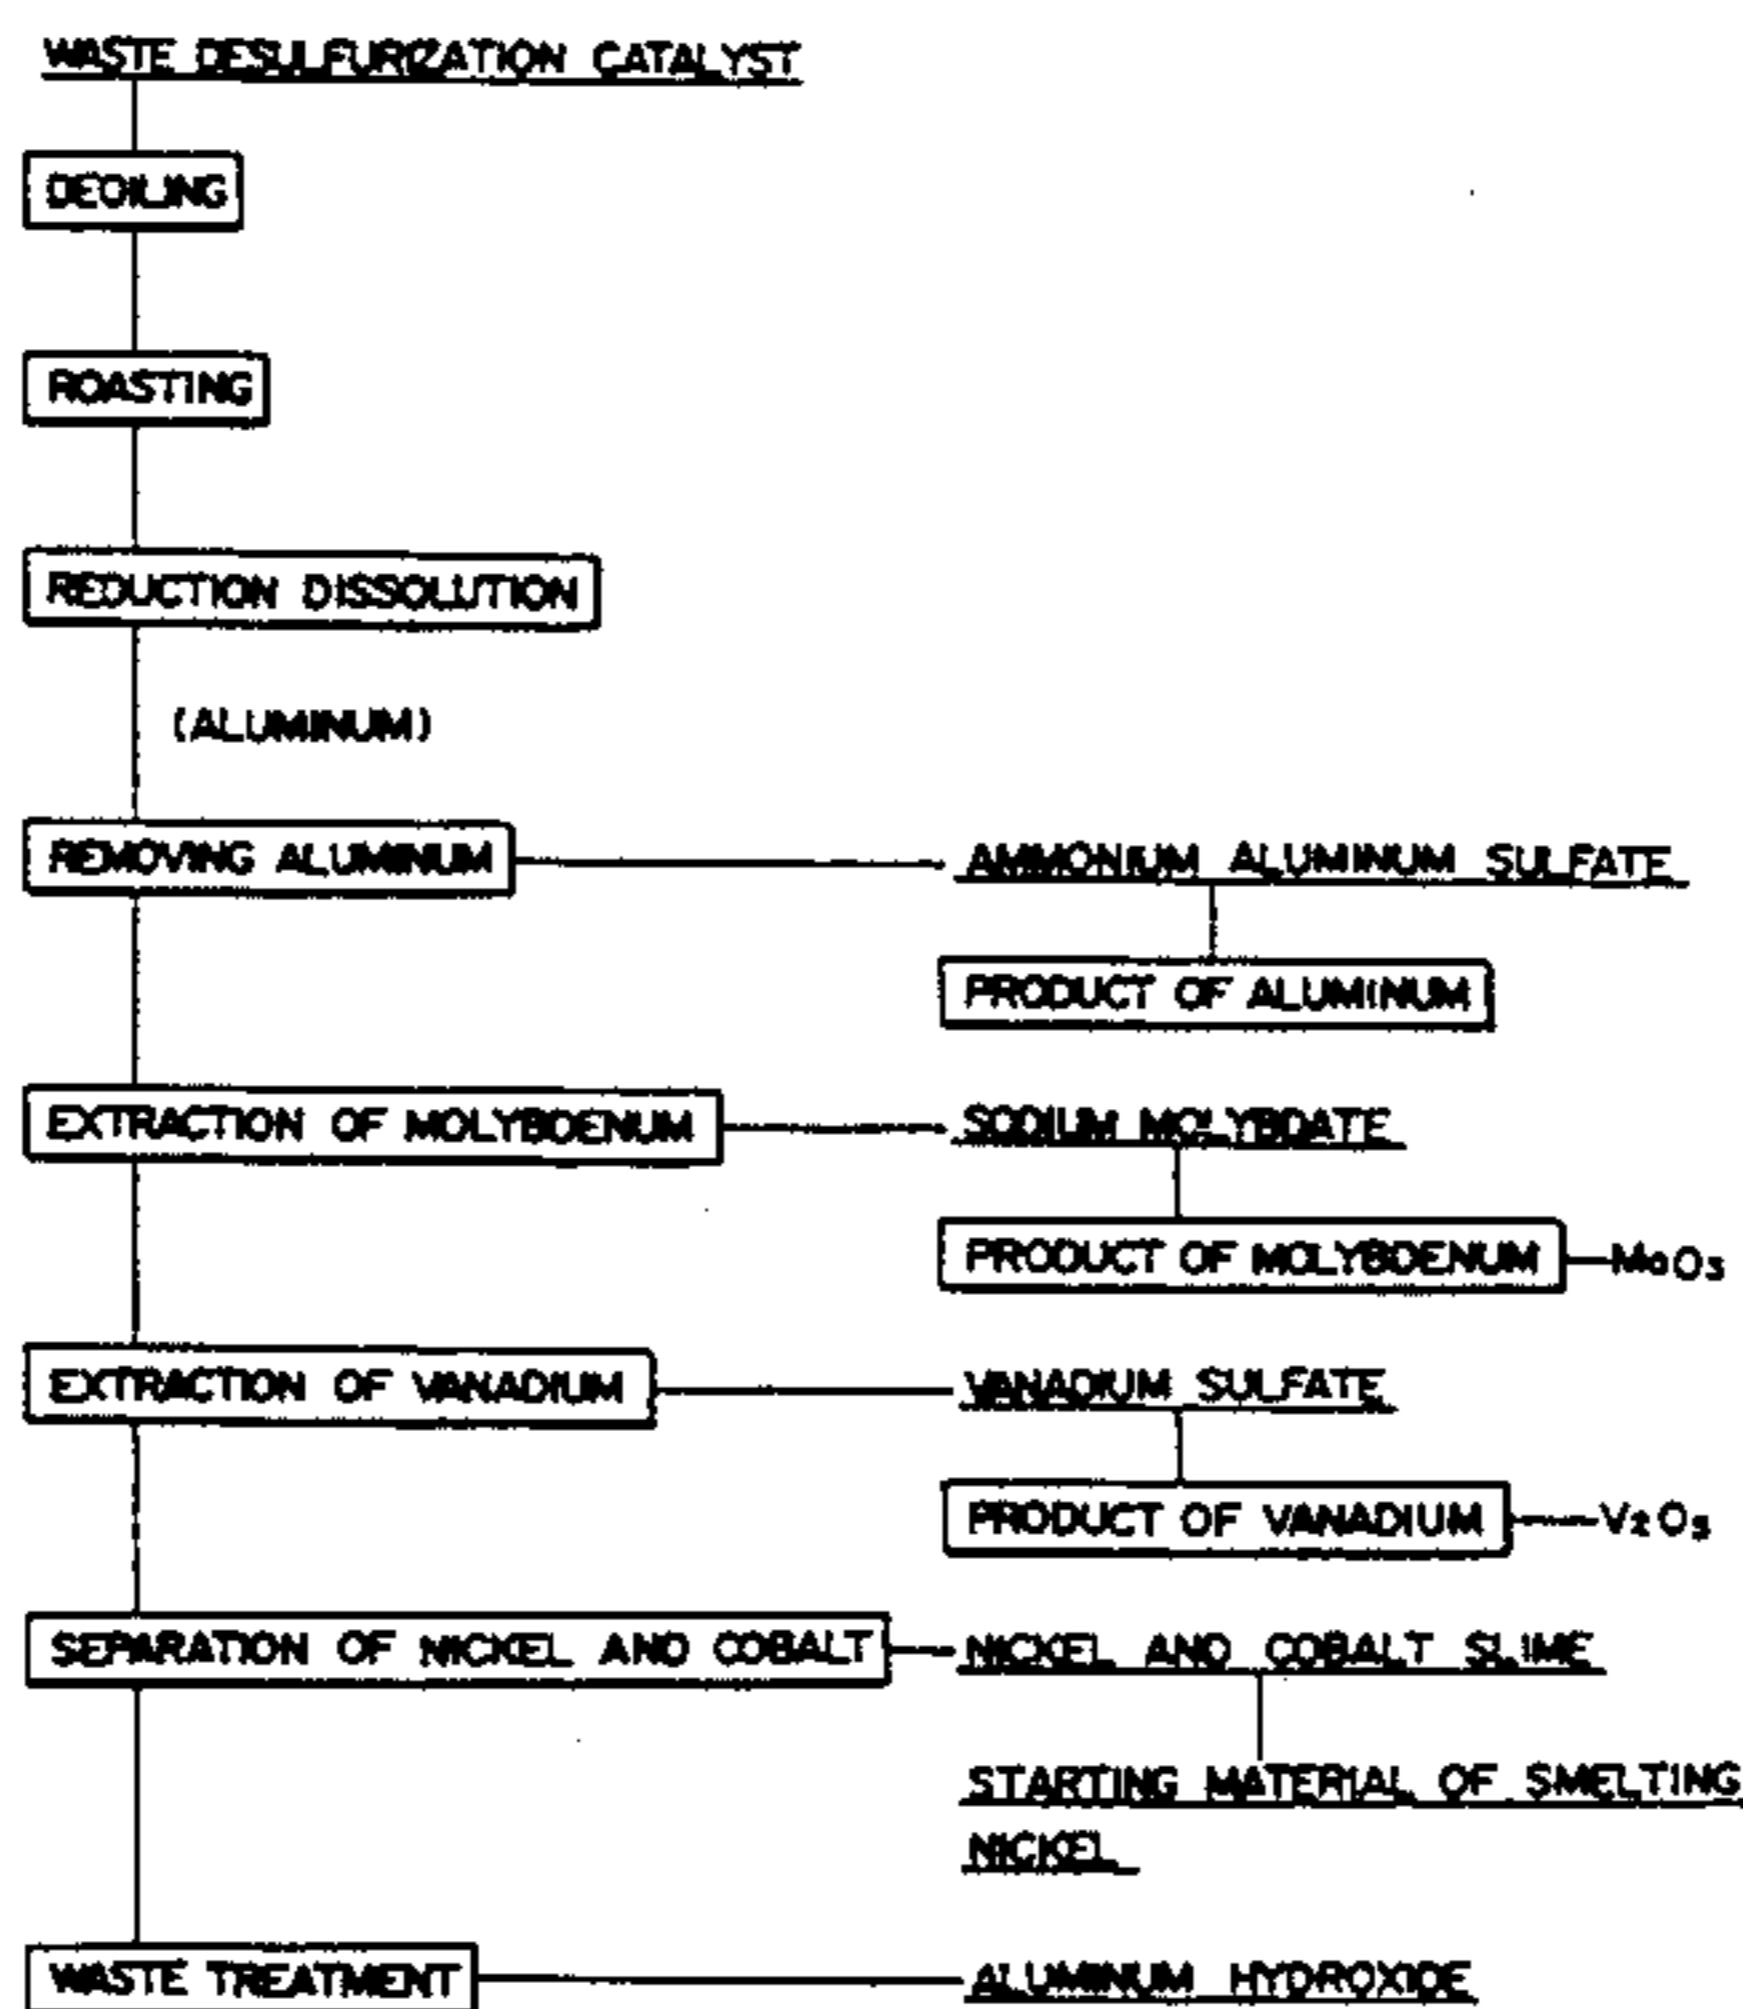 WASTE DESULFURIZATION CATALYST
DEOILING
ROASTING
REDUCTION DISSOLUTION
(ALUMINUM)
REMOVING ALUMINUM
AMMONIUM ALUMINUM SULFATE
PRODUCT OF ALUMINUM
EXTRACTION OF MOLYBDENUM
SODIUM MOLYBDATE
PRODUCT OF MOLYBDENUM
MoO3
EXTRACTION OF VANADIUM
VANADIUM SULFATE
PRODUCT OF VANADIUM
SEPARATION OF NICKEL AND COBALT
NICKEL AND COBALT SLIME
STARTING MATERIAL OF SMELTING
NICKEL
WASTE TREATMENT
ALUMINUM HYDROXIDE